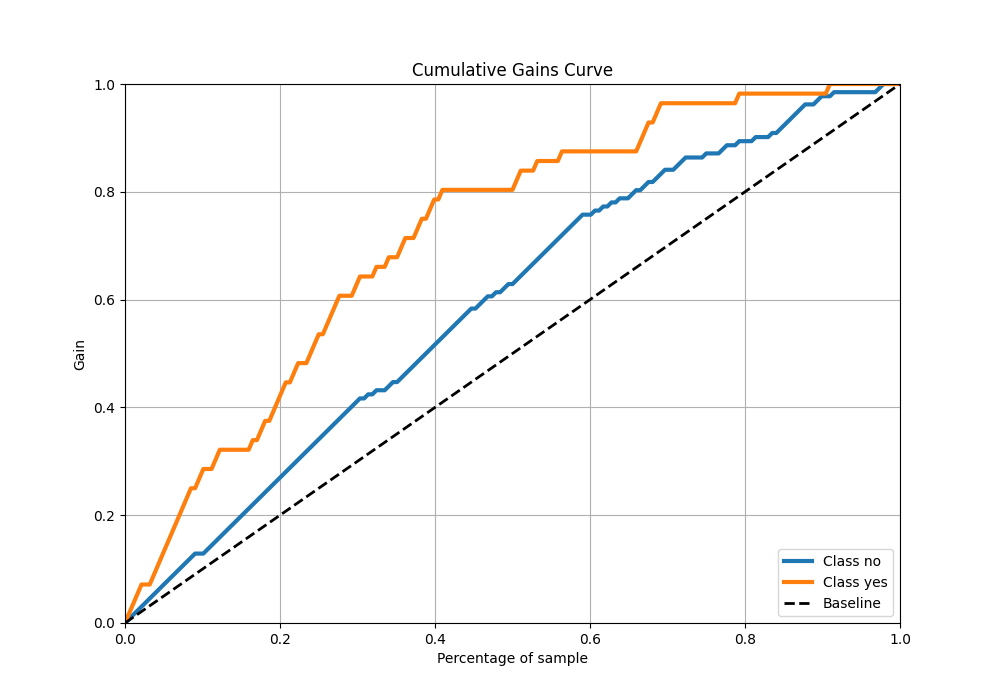 Cumulative Gains Curve
1.0
0.8
0.6
0.4
0.2
0.0
Gain
0.0 0.2 0.4 0.6 0.8 1.0
Percentage of sample
Class no
Class yes
Baseline